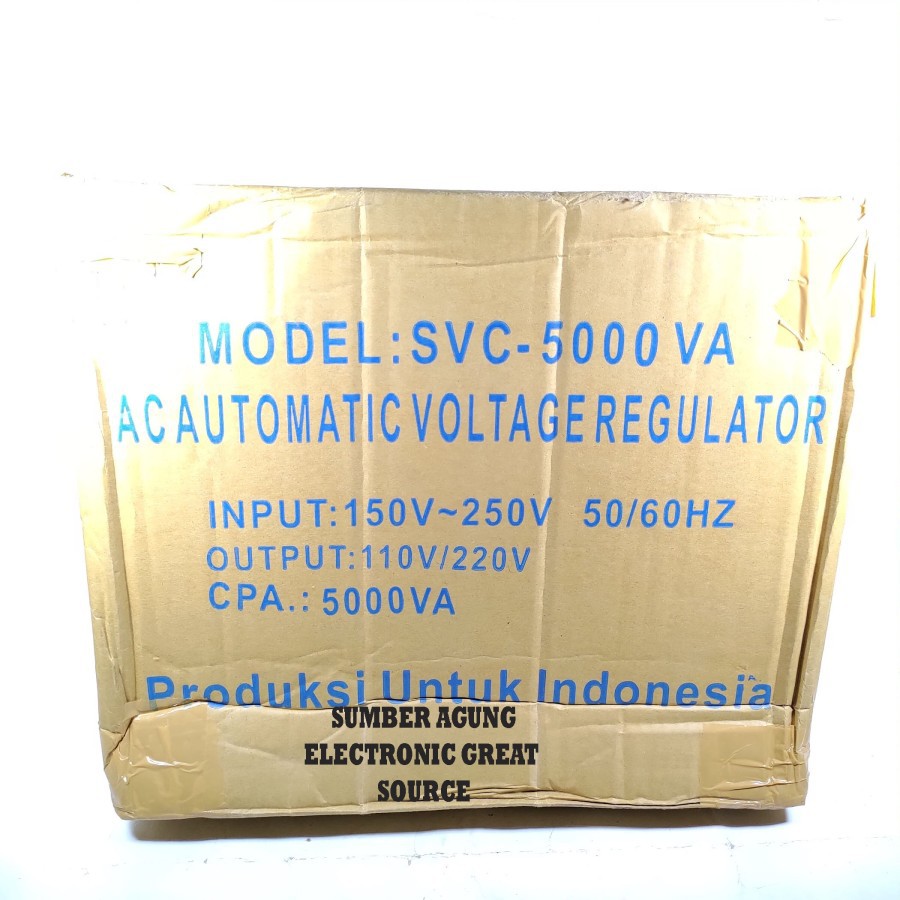 MODEL:SVC-5000 VA
AC AUTOMATIC VOLTAGE REGULATOR
INPUT:150V~250V 50/60HZ
OUTPUT:110V/220V
CPA.: 5000VA
Produksi Untuk Indonesia
SUMBER AGUNG
ELECTRONIC GREAT
SOURCE